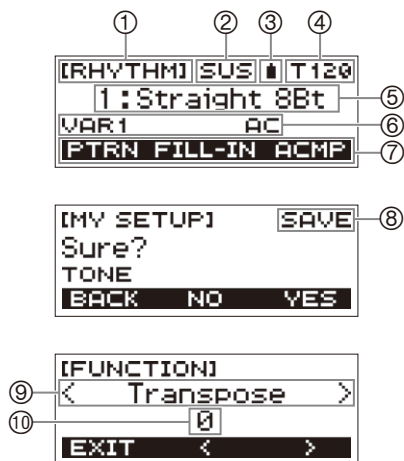 ① ② ③ ④
[RHYTHM] SUS T120
1:Straight 8Bt ⑤
VAR1 AC ⑥
PTRN FILL-IN ACMP ⑦
[MY SETUP] SAVE ⑧
Sure?
TONE
BACK NO YES
[FUNCTION]
⑨ < Transpose >
⑩ 0
EXIT < >